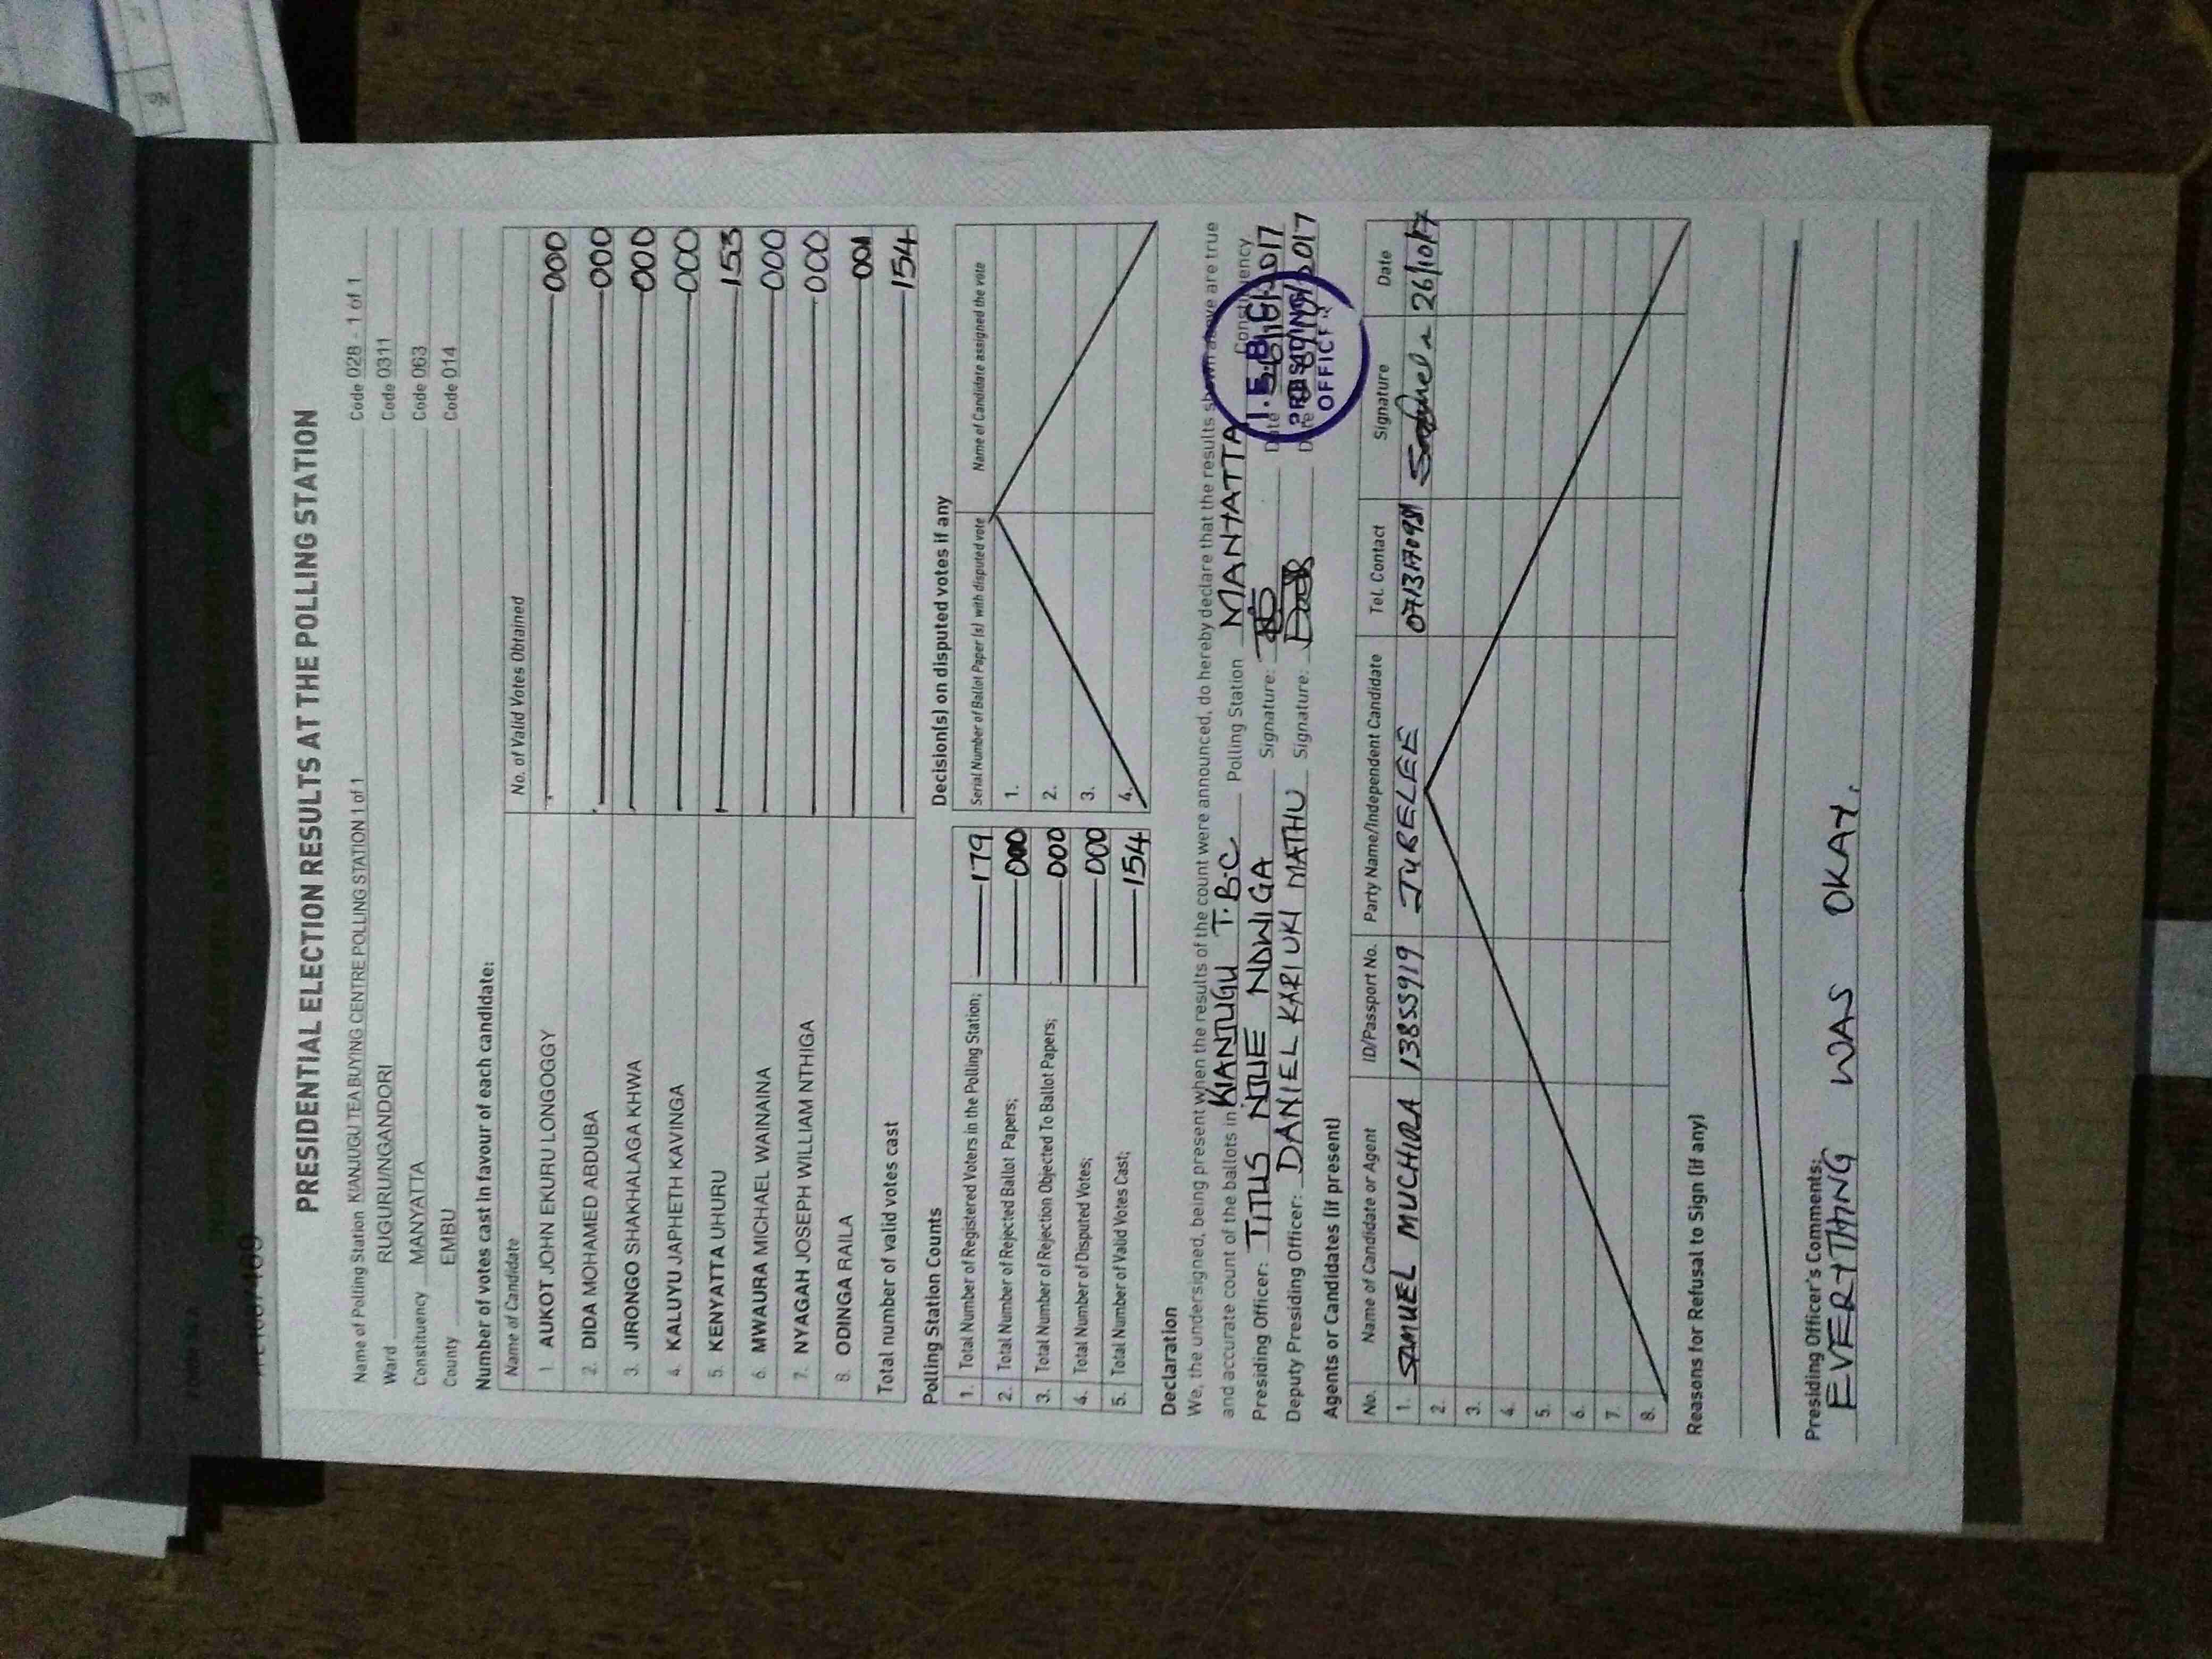 PRESIDENTIAL ELECTION RESULTS AT THE POLLING STATION
Name of Polling Station KIANJUGU TEA BUYING CENTRE POLLING STATION 1 of 1 Code 028 - 1 of 1
Ward RUGURU/NGANDORI Code 0311
Constituency MANYATTA Code 063
County EMBU Code 014
Number of votes cast in favour of each candidate:
Name of Candidate No. of Valid Votes Obtained
1. AUKOT JOHN EKURU LONGOGGY 000
2. DIDA MOHAMED ABDUBA 000
3. JIRONGO SHAKHALAGA KHWA 000
4. KALUYU JAPHETH KAVINGA 000
5. KENYATTA UHURU 153
6. MWAURA MICHAEL WAINAINA 000
7. NYAGAH JOSEPH WILLIAM NTHIGA 000
8. ODINGA RAILA 001
Total number of valid votes cast 154
Polling Station Counts
1. Total Number of Registered Voters in the Polling Station; 179
2. Total Number of Rejected Ballot Papers; 000
3. Total Number of Rejection Objected To Ballot Papers; 000
4. Total Number of Disputed Votes; 000
5. Total Number of Valid Votes Cast; 154
Decision(s) on disputed votes if any
Serial Number of Ballot Paper (s) with disputed vote Name of Candidate assigned the vote
1.
2.
3.
4.
Declaration
We, the undersigned, being present when the results of the count were announced, do hereby declare that the results shown above are true
and accurate count of the ballots in KIANJUGU T.B.C Polling Station MANYATTA Constituency
Presiding Officer: TITUS NJUE NDWIGA Signature: Date 2017
Deputy Presiding Officer: DANIEL KARIUKI MATHU Signature: Date 2017
I.E.B.C
PRESIDING
OFFICER
Agents or Candidates (if present)
No. Name of Candidate or Agent ID/Passport No. Party Name/Independent Candidate Tel. Contact Signature Date
1. SAMUEL MUCHIRA 13855919 JUBELEE 26/10/17
2.
3.
4.
5.
6.
7.
8.
Reasons for Refusal to Sign (if any)
Presiding Officer's Comments:
EVERYTHING WAS OKAY.